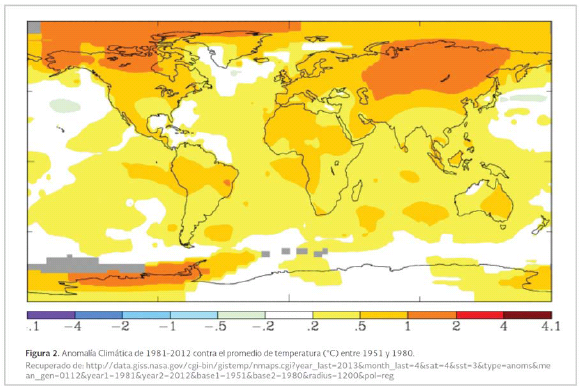 .1 -4 -2 -1 -.5 -.2 .2 .5 1 2 4 4.1
Figura 2. Anomalía Climática de 1981-2012 contra el promedio de temperatura (°C) entre 1951 y 1980.
Recuperado de: http://data.giss.nasa.gov/cgi-bin/gistemp/nmaps.cgi?year_last=2013&month_last=4&sat=4&sst=3&type=anoms&me
an_gen=0112&year1=1981&year2=2012&base1=1951&base2=1980&radius=1200&pol=reg